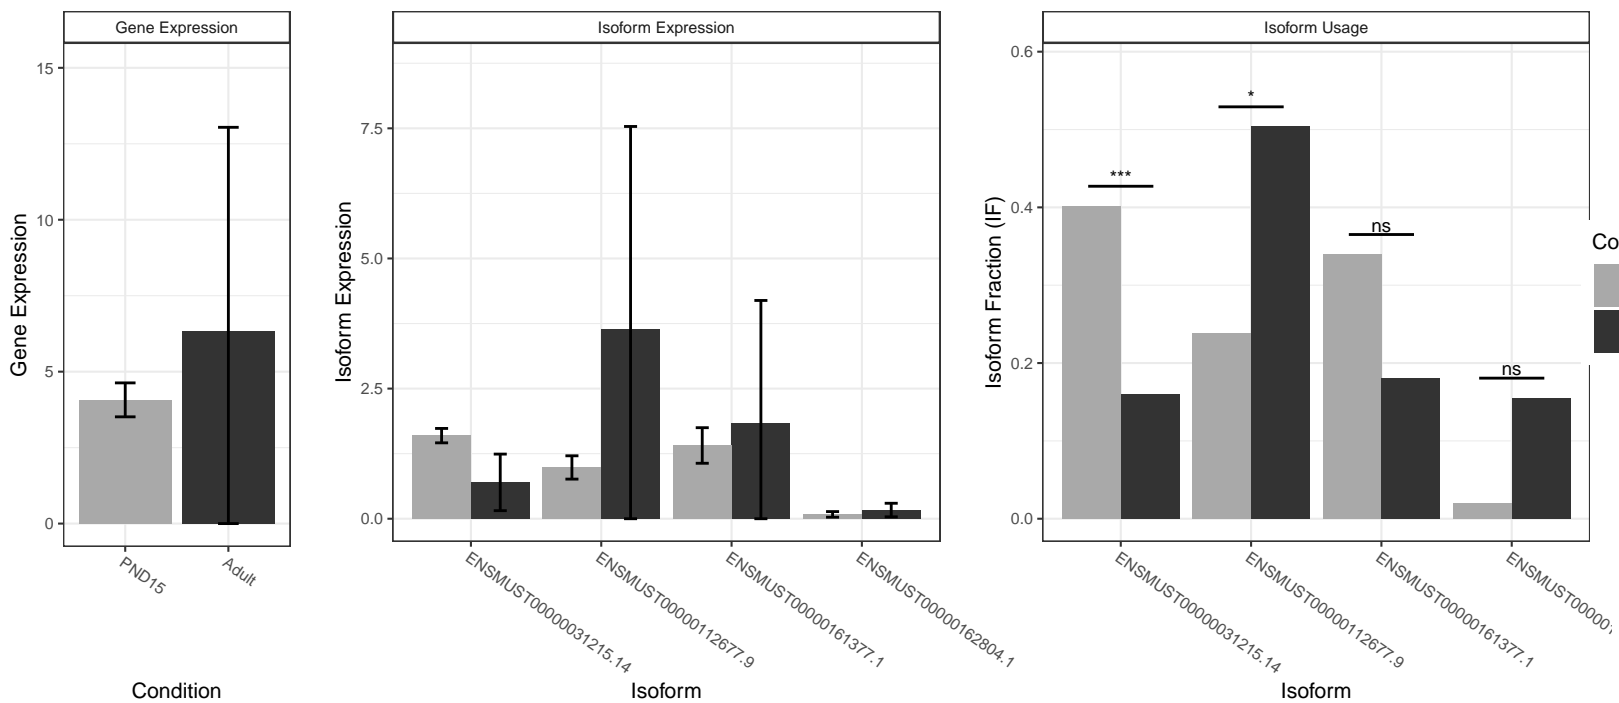 Gene Expression
Isoform Expression
Isoform Usage
15
10
5
0
Gene Expression
PND15
Adult
Condition
7.5
5.0
2.5
0.0
Isoform Expression
ENSMUST00000031215.14
ENSMUST00000112677.9
ENSMUST00000161377.1
ENSMUST00000162804.1
Isoform
0.6
0.4
0.2
0.0
Isoform Fraction (IF)
***
*
ns
ns
ENSMUST00000031215.14
ENSMUST00000112677.9
ENSMUST00000161377.1
Isoform
Co